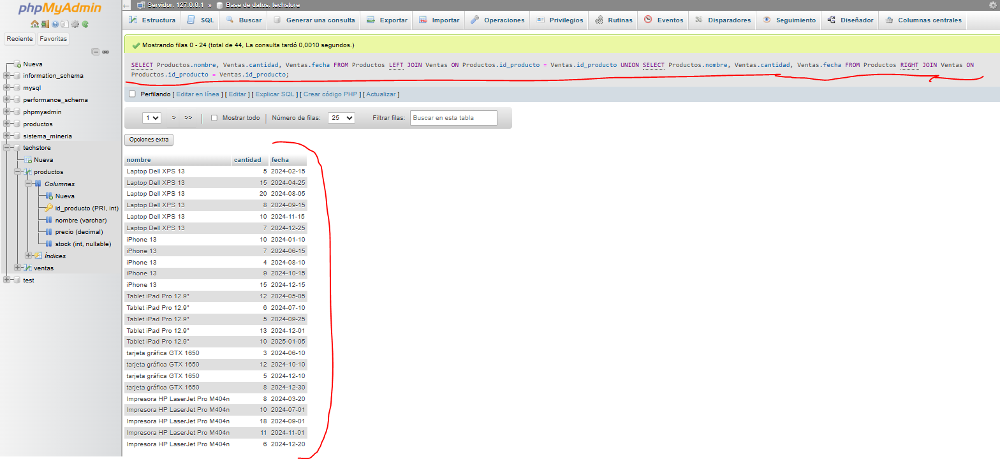 phpMyAdmin
Reciente Favoritas
Nueva
information_schema
mysql
performance_schema
phpmyadmin
productos
sistema_mineria
techstore
Nueva
productos
Columnas
Nueva
id_producto (PRI, int)
nombre (varchar)
precio (decimal)
stock (int, nullable)
Índices
ventas
test
Servidor: 127.0.0.1 » Base de datos: techstore
Estructura SQL Buscar Generar una consulta Exportar Importar Operaciones Privilegios Rutinas Eventos Disparadores Seguimiento Diseñador Columnas centrales
Mostrando filas 0 - 24 (total de 44, La consulta tardó 0,0010 segundos.)
SELECT Productos.nombre, Ventas.cantidad, Ventas.fecha FROM Productos LEFT JOIN Ventas ON Productos.id_producto = Ventas.id_producto UNION SELECT Productos.nombre, Ventas.cantidad, Ventas.fecha FROM Productos RIGHT JOIN Ventas ON
Productos.id_producto = Ventas.id_producto;
Perfilando [ Editar en línea ] [ Editar ] [ Explicar SQL ] [ Crear código PHP ] [ Actualizar ]
1 > >> | Mostrar todo | Número de filas: 25 Filtrar filas: Buscar en esta tabla
Opciones extra
nombre cantidad fecha
Laptop Dell XPS 13 5 2024-02-15
Laptop Dell XPS 13 15 2024-04-25
Laptop Dell XPS 13 20 2024-08-05
Laptop Dell XPS 13 8 2024-09-15
Laptop Dell XPS 13 10 2024-11-15
Laptop Dell XPS 13 7 2024-12-25
iPhone 13 10 2024-01-10
iPhone 13 7 2024-06-15
iPhone 13 4 2024-08-10
iPhone 13 9 2024-10-15
iPhone 13 15 2024-12-15
Tablet iPad Pro 12.9" 12 2024-05-05
Tablet iPad Pro 12.9" 6 2024-07-10
Tablet iPad Pro 12.9" 5 2024-09-25
Tablet iPad Pro 12.9" 13 2024-12-01
Tablet iPad Pro 12.9" 10 2025-01-05
tarjeta gráfica GTX 1650 3 2024-06-10
tarjeta gráfica GTX 1650 12 2024-10-10
tarjeta gráfica GTX 1650 5 2024-12-10
tarjeta gráfica GTX 1650 8 2024-12-30
Impresora HP LaserJet Pro M404n 8 2024-03-20
Impresora HP LaserJet Pro M404n 10 2024-07-01
Impresora HP LaserJet Pro M404n 18 2024-09-01
Impresora HP LaserJet Pro M404n 11 2024-11-01
Impresora HP LaserJet Pro M404n 6 2024-12-20